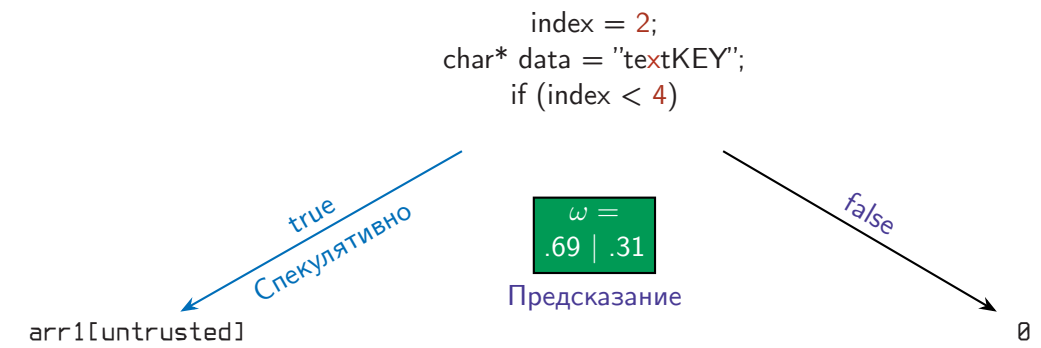 index = 2;
char* data = "textKEY";
if (index < 4)
true
Спекулятивно
ω =
.69 | .31
Предсказание
false
arr1[untrusted]
0